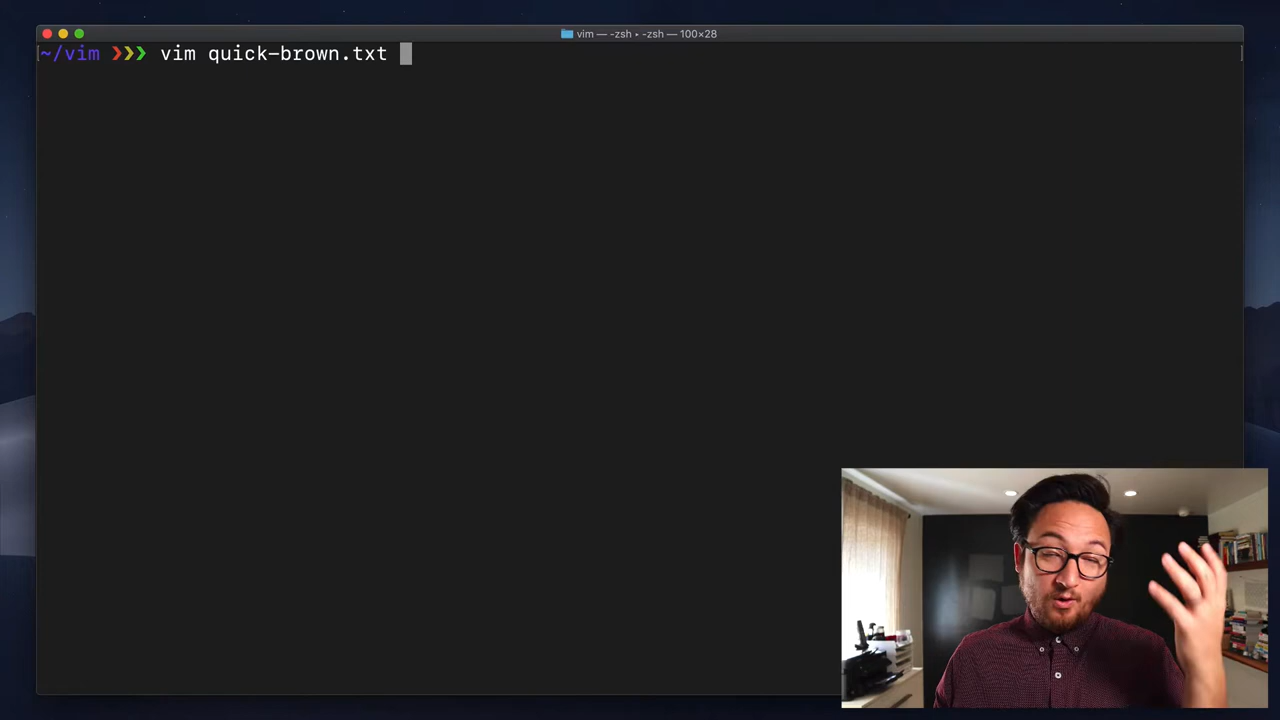 vim — -zsh ▸ -zsh — 100×28
[~/vim ❯❯❯ vim quick-brown.txt ]